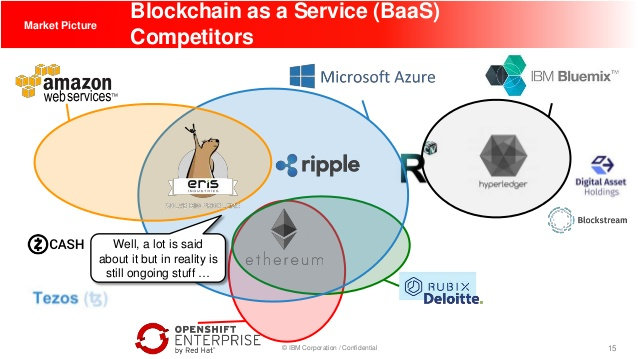 Market Picture
Blockchain as a Service (BaaS)
Competitors
amazon
web services™
Microsoft Azure
IBM Bluemix™
eris
INDUSTRIES
ripple
R
hyperledger
Digital Asset
Holdings
Blockstream
ZCASH
Well, a lot is said
about it but in reality is
still ongoing stuff …
ethereum
RUBIX
Deloitte.
Tezos
OPENSHIFT
ENTERPRISE
by Red Hat®
© IBM Corporation / Confidential
15